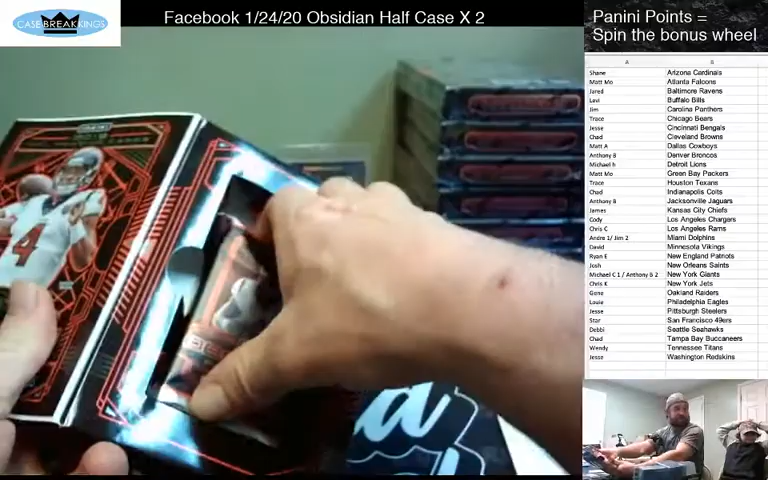 CASE BREAK KINGS
Facebook 1/24/20 Obsidian Half Case X 2
Panini Points =
Spin the bonus wheel
A B
Shane Arizona Cardinals
Matt Mo Atlanta Falcons
Jared Baltimore Ravens
Levi Buffalo Bills
Jim Carolina Panthers
Trace Chicago Bears
Jesse Cincinnati Bengals
Chad Cleveland Browns
Matt A Dallas Cowboys
Anthony B Denver Broncos
Michael h Detroit Lions
Matt Mo Green Bay Packers
Trace Houston Texans
Chad Indianapolis Colts
Anthony B Jacksonville Jaguars
James Kansas City Chiefs
Cody Los Angeles Chargers
Chris C Los Angeles Rams
Andre 1/ Jim 2 Miami Dolphins
David Minnesota Vikings
Ryan E New England Patriots
Josh New Orleans Saints
Michael C 1 / Anthony B 2 New York Giants
Chris K New York Jets
Gene Oakland Raiders
Louie Philadelphia Eagles
Jesse Pittsburgh Steelers
Star San Francisco 49ers
Debbi Seattle Seahawks
Chad Tampa Bay Buccaneers
Wendy Tennessee Titans
Jesse Washington Redskins
4